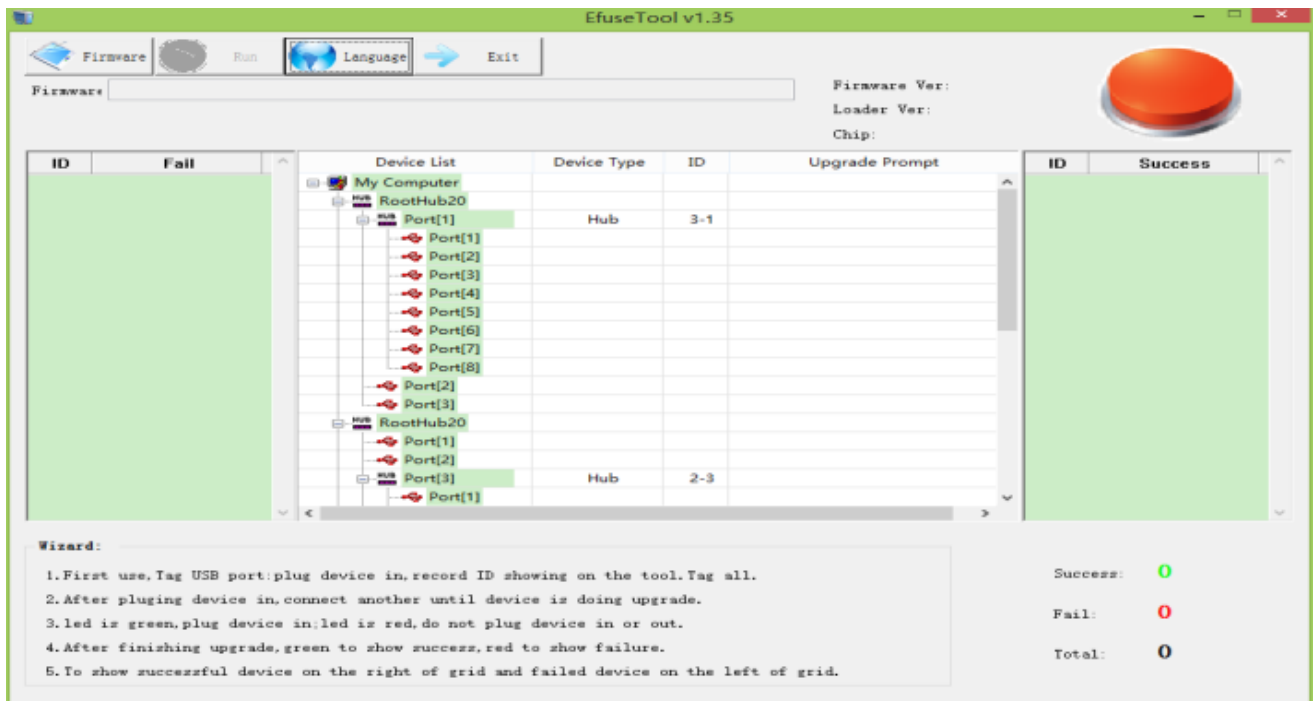 EfuseTool v1.35
Firmware Run Language Exit
Firmware
Firmware Ver:
Loader Ver:
Chip:
ID Fail
Device List Device Type ID Upgrade Prompt
ID Success
My Computer
RootHub20
Port[1] Hub 3-1
Port[1]
Port[2]
Port[3]
Port[4]
Port[5]
Port[6]
Port[7]
Port[8]
Port[2]
Port[3]
RootHub20
Port[1]
Port[2]
Port[3] Hub 2-3
Port[1]
Wizard:
1.First use,Tag USB port:plug device in,record ID showing on the tool.Tag all.
2.After pluging device in,connect another until device is doing upgrade.
3.led is green,plug device in;led is red,do not plug device in or out.
4.After finishing upgrade,green to show success,red to show failure.
5.To show successful device on the right of grid and failed device on the left of grid.
Success: 0
Fail: 0
Total: 0